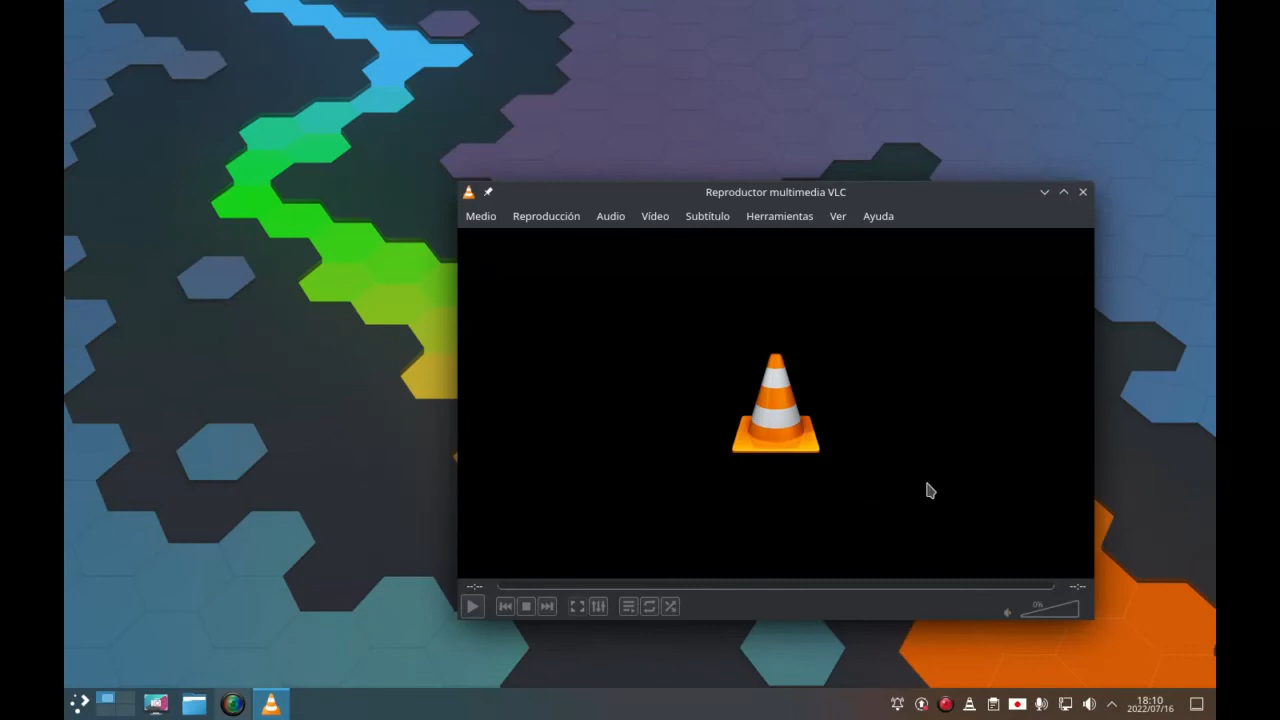 Reproductor multimedia VLC
Medio Reproducción Audio Vídeo Subtítulo Herramientas Ver Ayuda
--:-- --:--
0%
18:10
2022/07/16